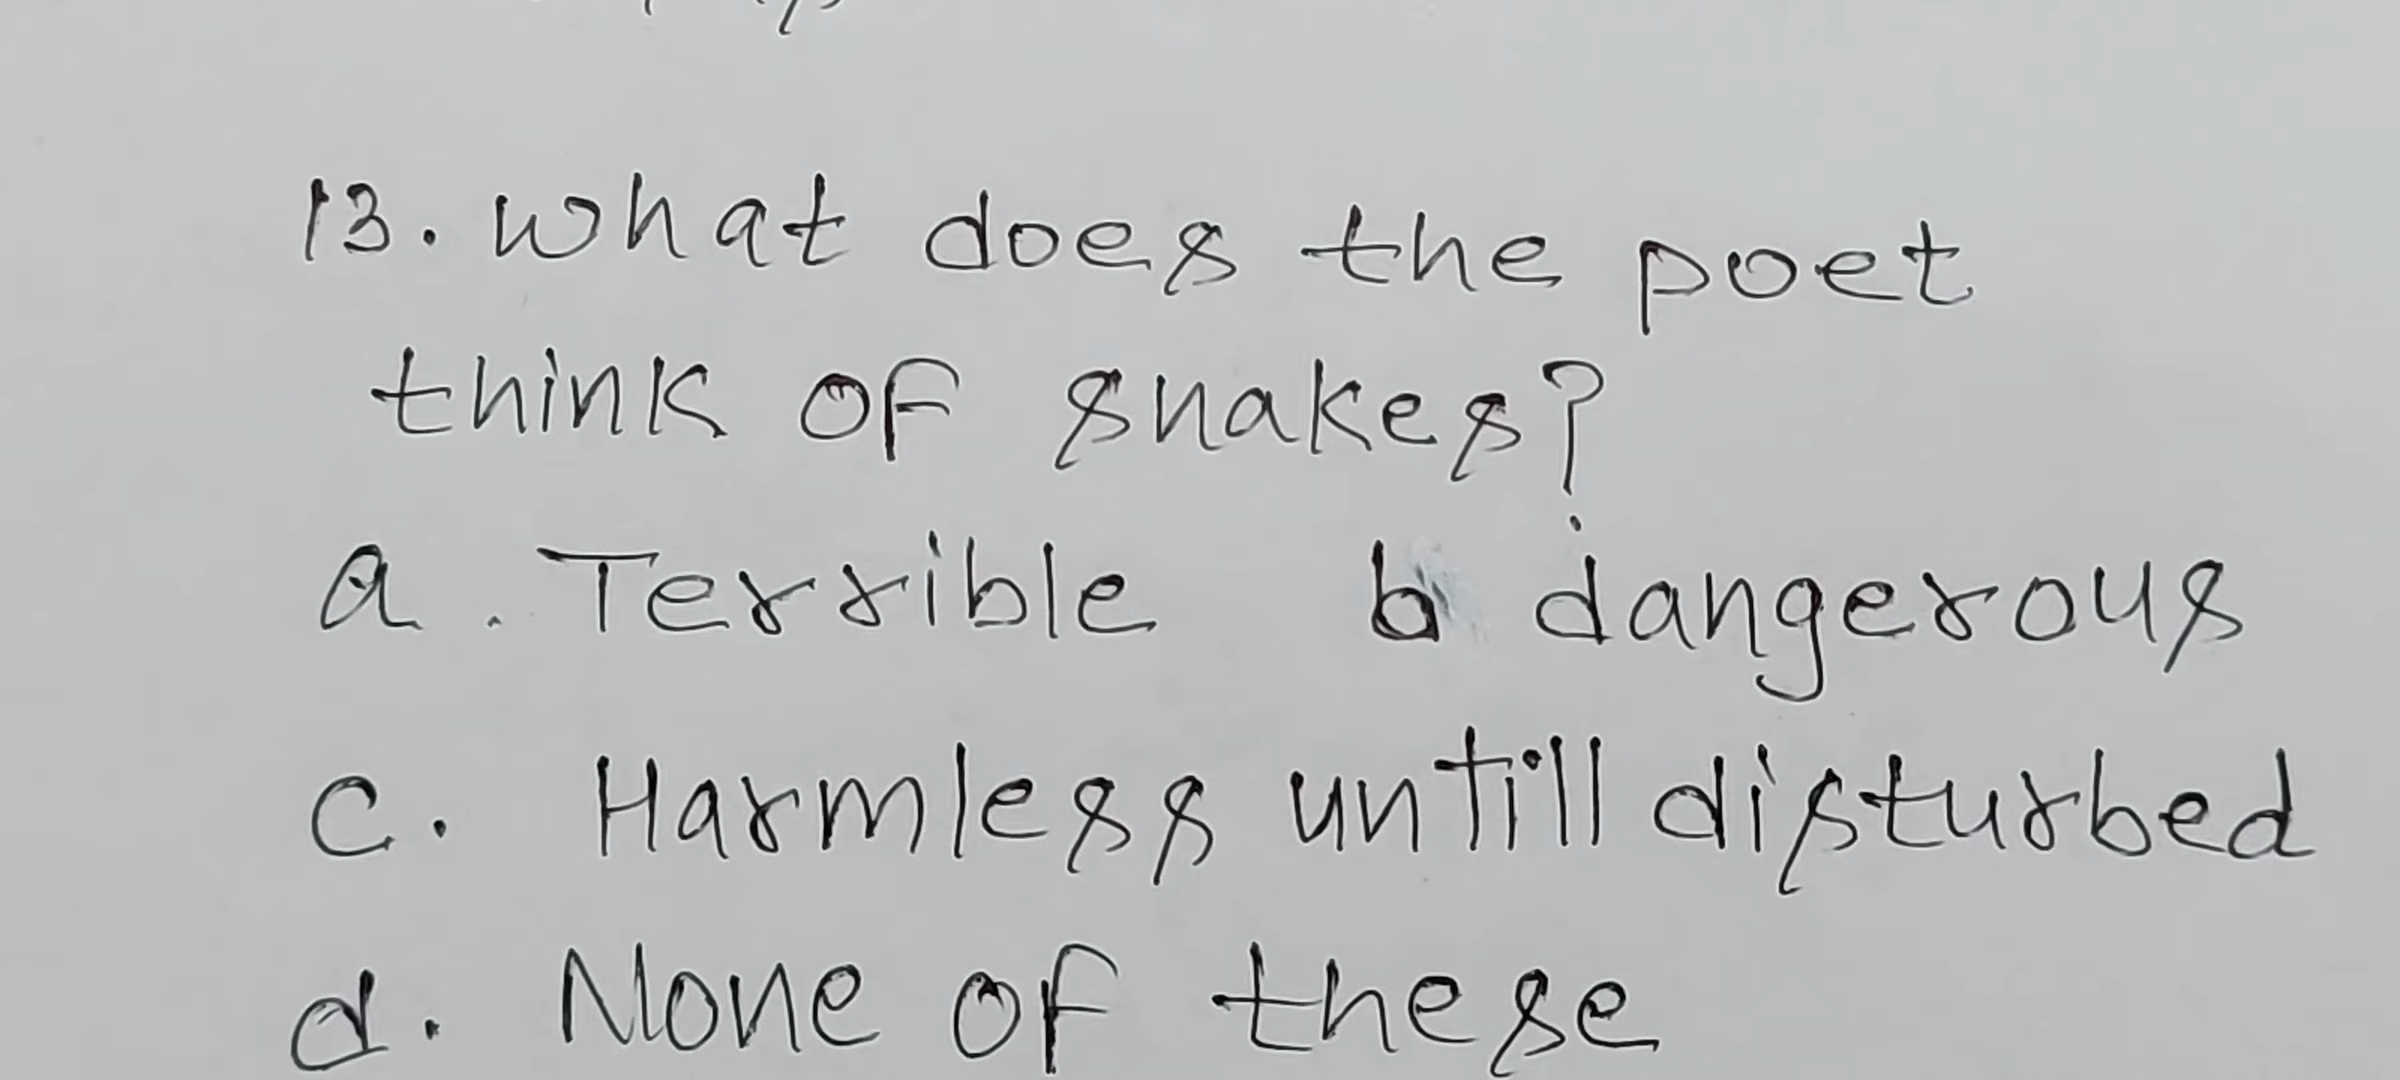 13. What does the poet
think of snakes?
a. Terrible b dangerous
c. Harmless untill disturbed
d. None of these